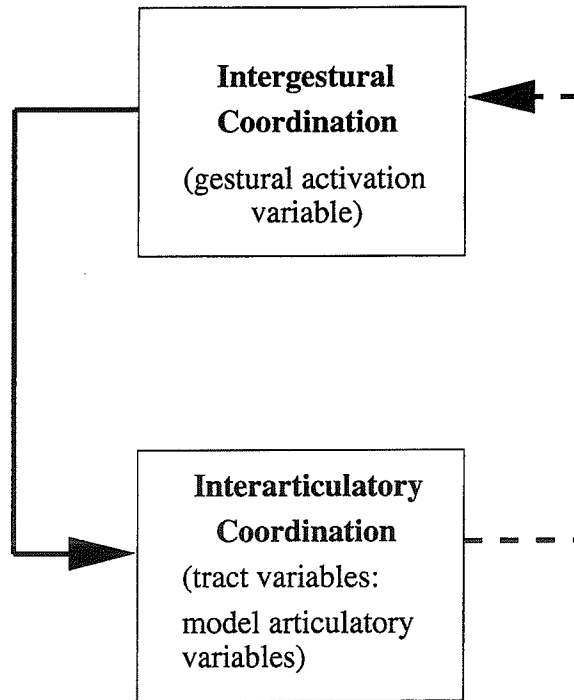 Intergestural
Coordination
(gestural activation
variable)
Interarticulatory
Coordination
(tract variables:
model articulatory
variables)